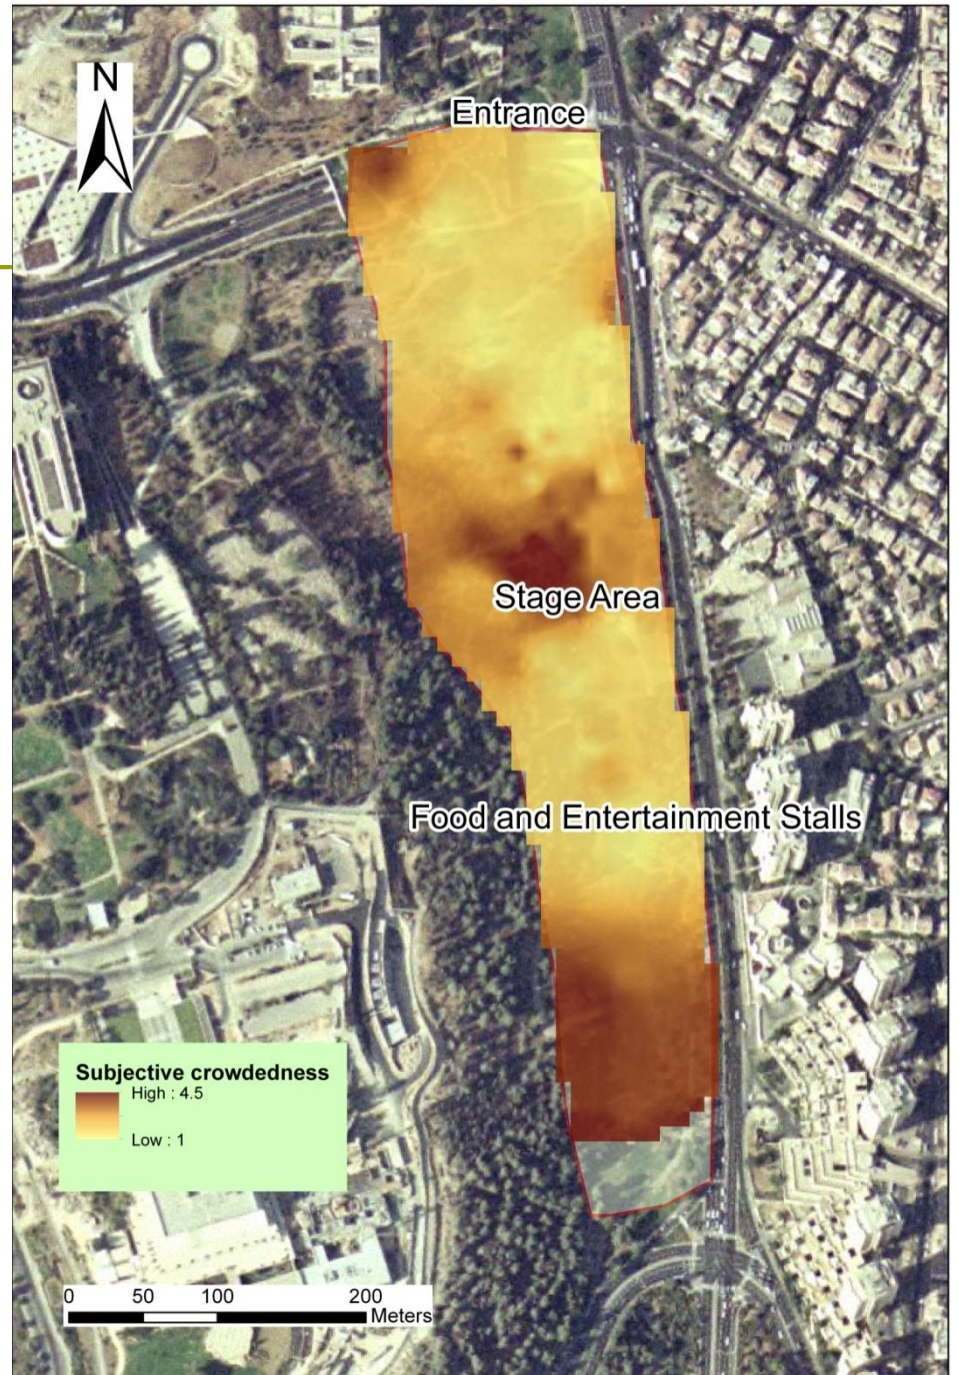 N
Entrance
Stage Area
Food and Entertainment Stalls
Subjective crowdedness
High : 4.5
Low : 1
0 50 100 200
Meters